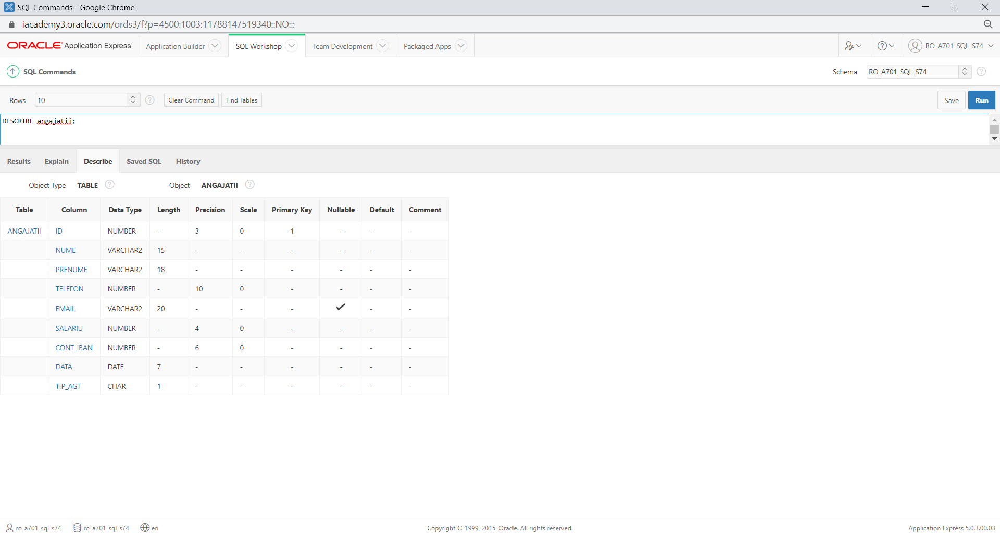 SQL Commands - Google Chrome
iacademy3.oracle.com/ords3/f?p=4500:1003:11788147519340::NO:::
ORACLE Application Express Application Builder SQL Workshop Team Development Packaged Apps RO_A701_SQL_S74
SQL Commands Schema RO_A701_SQL_S74
Rows 10 Clear Command Find Tables Save Run
DESCRIBE angajatii;
Results Explain Describe Saved SQL History
Object Type TABLE Object ANGAJATII
Table Column Data Type Length Precision Scale Primary Key Nullable Default Comment
ANGAJATII ID NUMBER - 3 0 1 - - -
NUME VARCHAR2 15 - - - - - -
PRENUME VARCHAR2 18 - - - - - -
TELEFON NUMBER - 10 0 - - - -
EMAIL VARCHAR2 20 - - - ✓ - -
SALARIU NUMBER - 4 0 - - - -
CONT_IBAN NUMBER - 6 0 - - - -
DATA DATE 7 - - - - - -
TIP_AGT CHAR 1 - - - - - -
ro_a701_sql_s74 ro_a701_sql_s74 en Copyright © 1999, 2015, Oracle. All rights reserved. Application Express 5.0.3.00.03